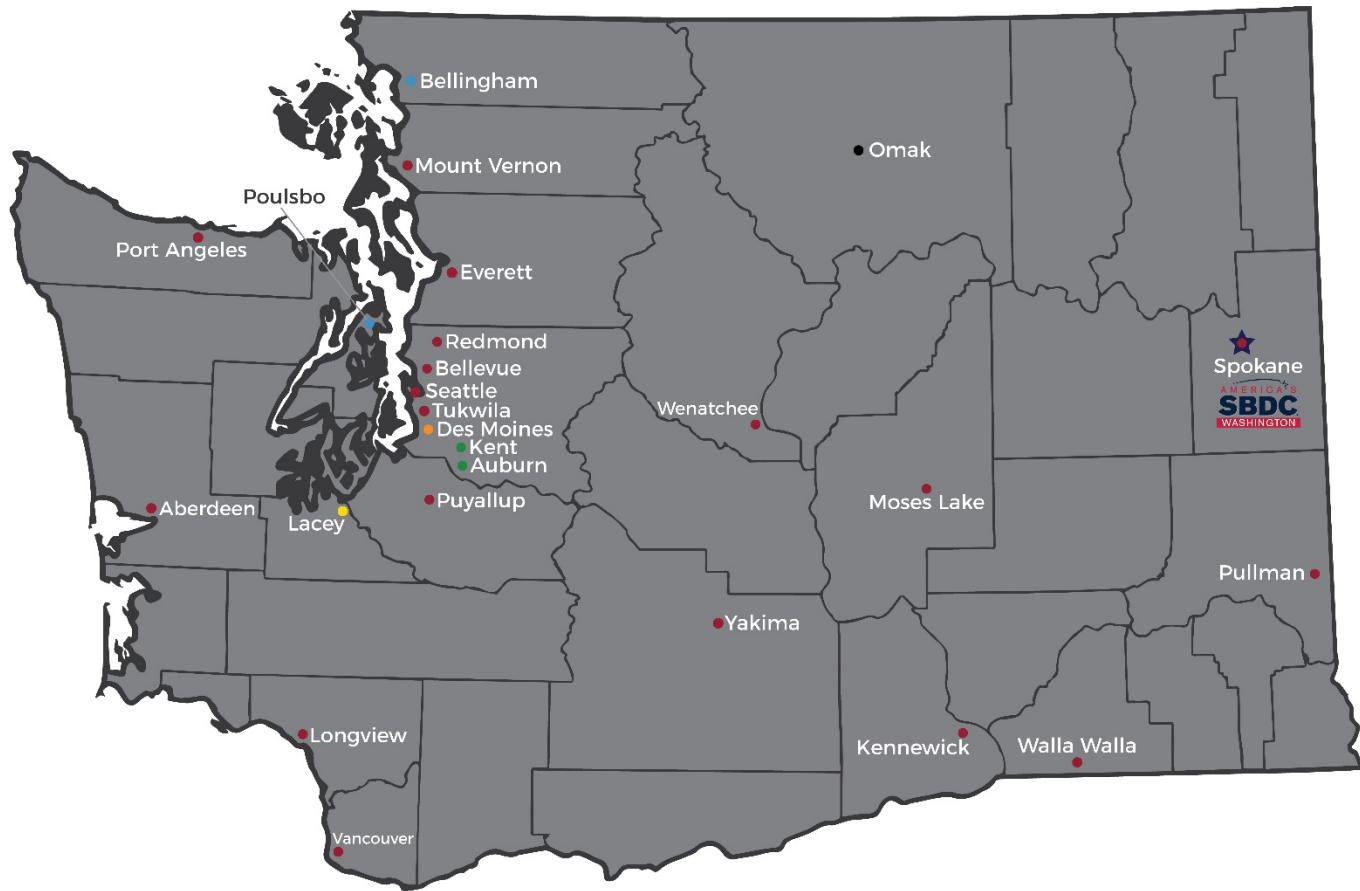 Bellingham
Omak
Mount Vernon
Poulsbo
Port Angeles
Everett
Redmond
Spokane
Bellevue
AMERICA'S
Seattle
SBDC
Wenatchee
Tukwila
WASHINGTON
Des Moines
Kent
Auburn
Puyallup
Moses Lake
Aberdeen
Lacey
Pullman
Yakima
Longview
Kennewick
Walla Walla
Vancouver